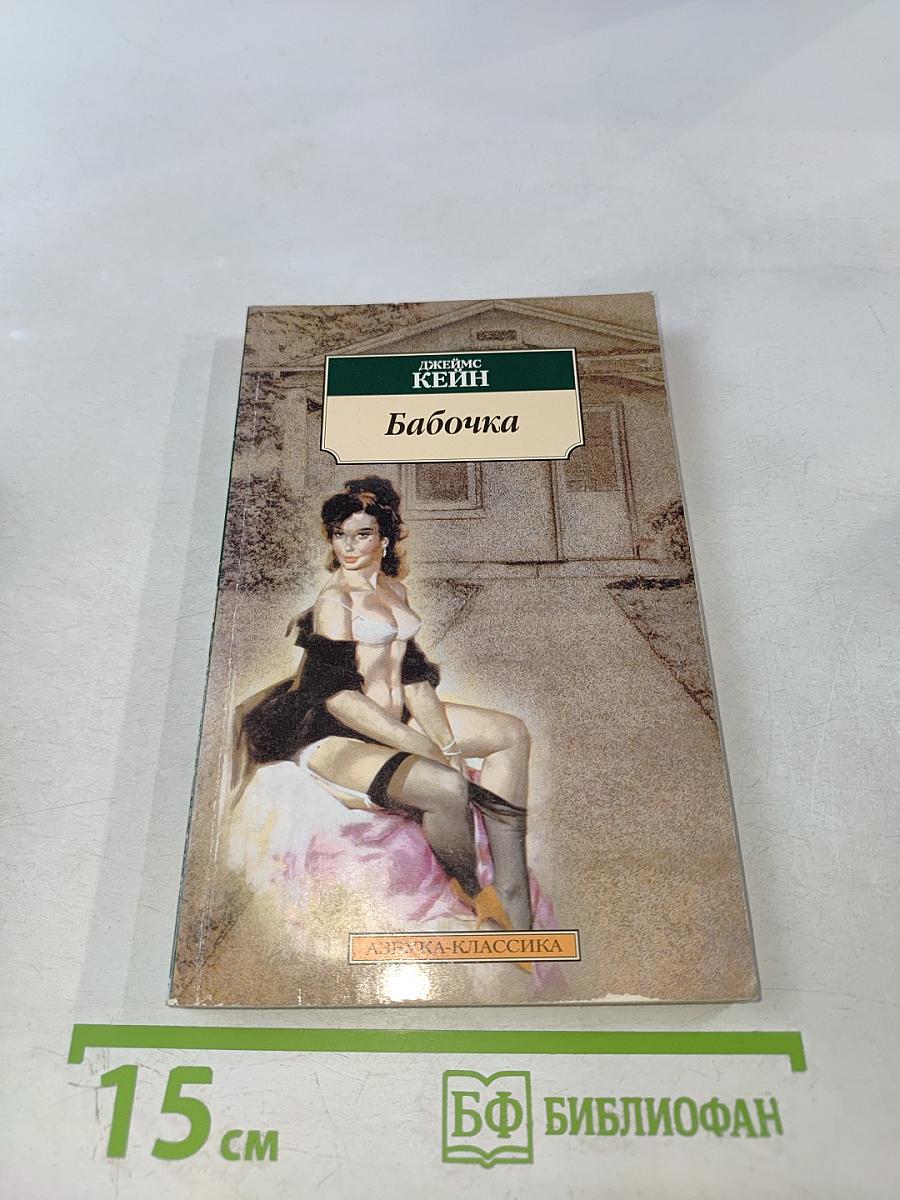 ДЖЕЙМС
КЕЙН
Бабочка
АЗБУКА-КЛАССИКА
15 см
БФ БИБЛИОФАН